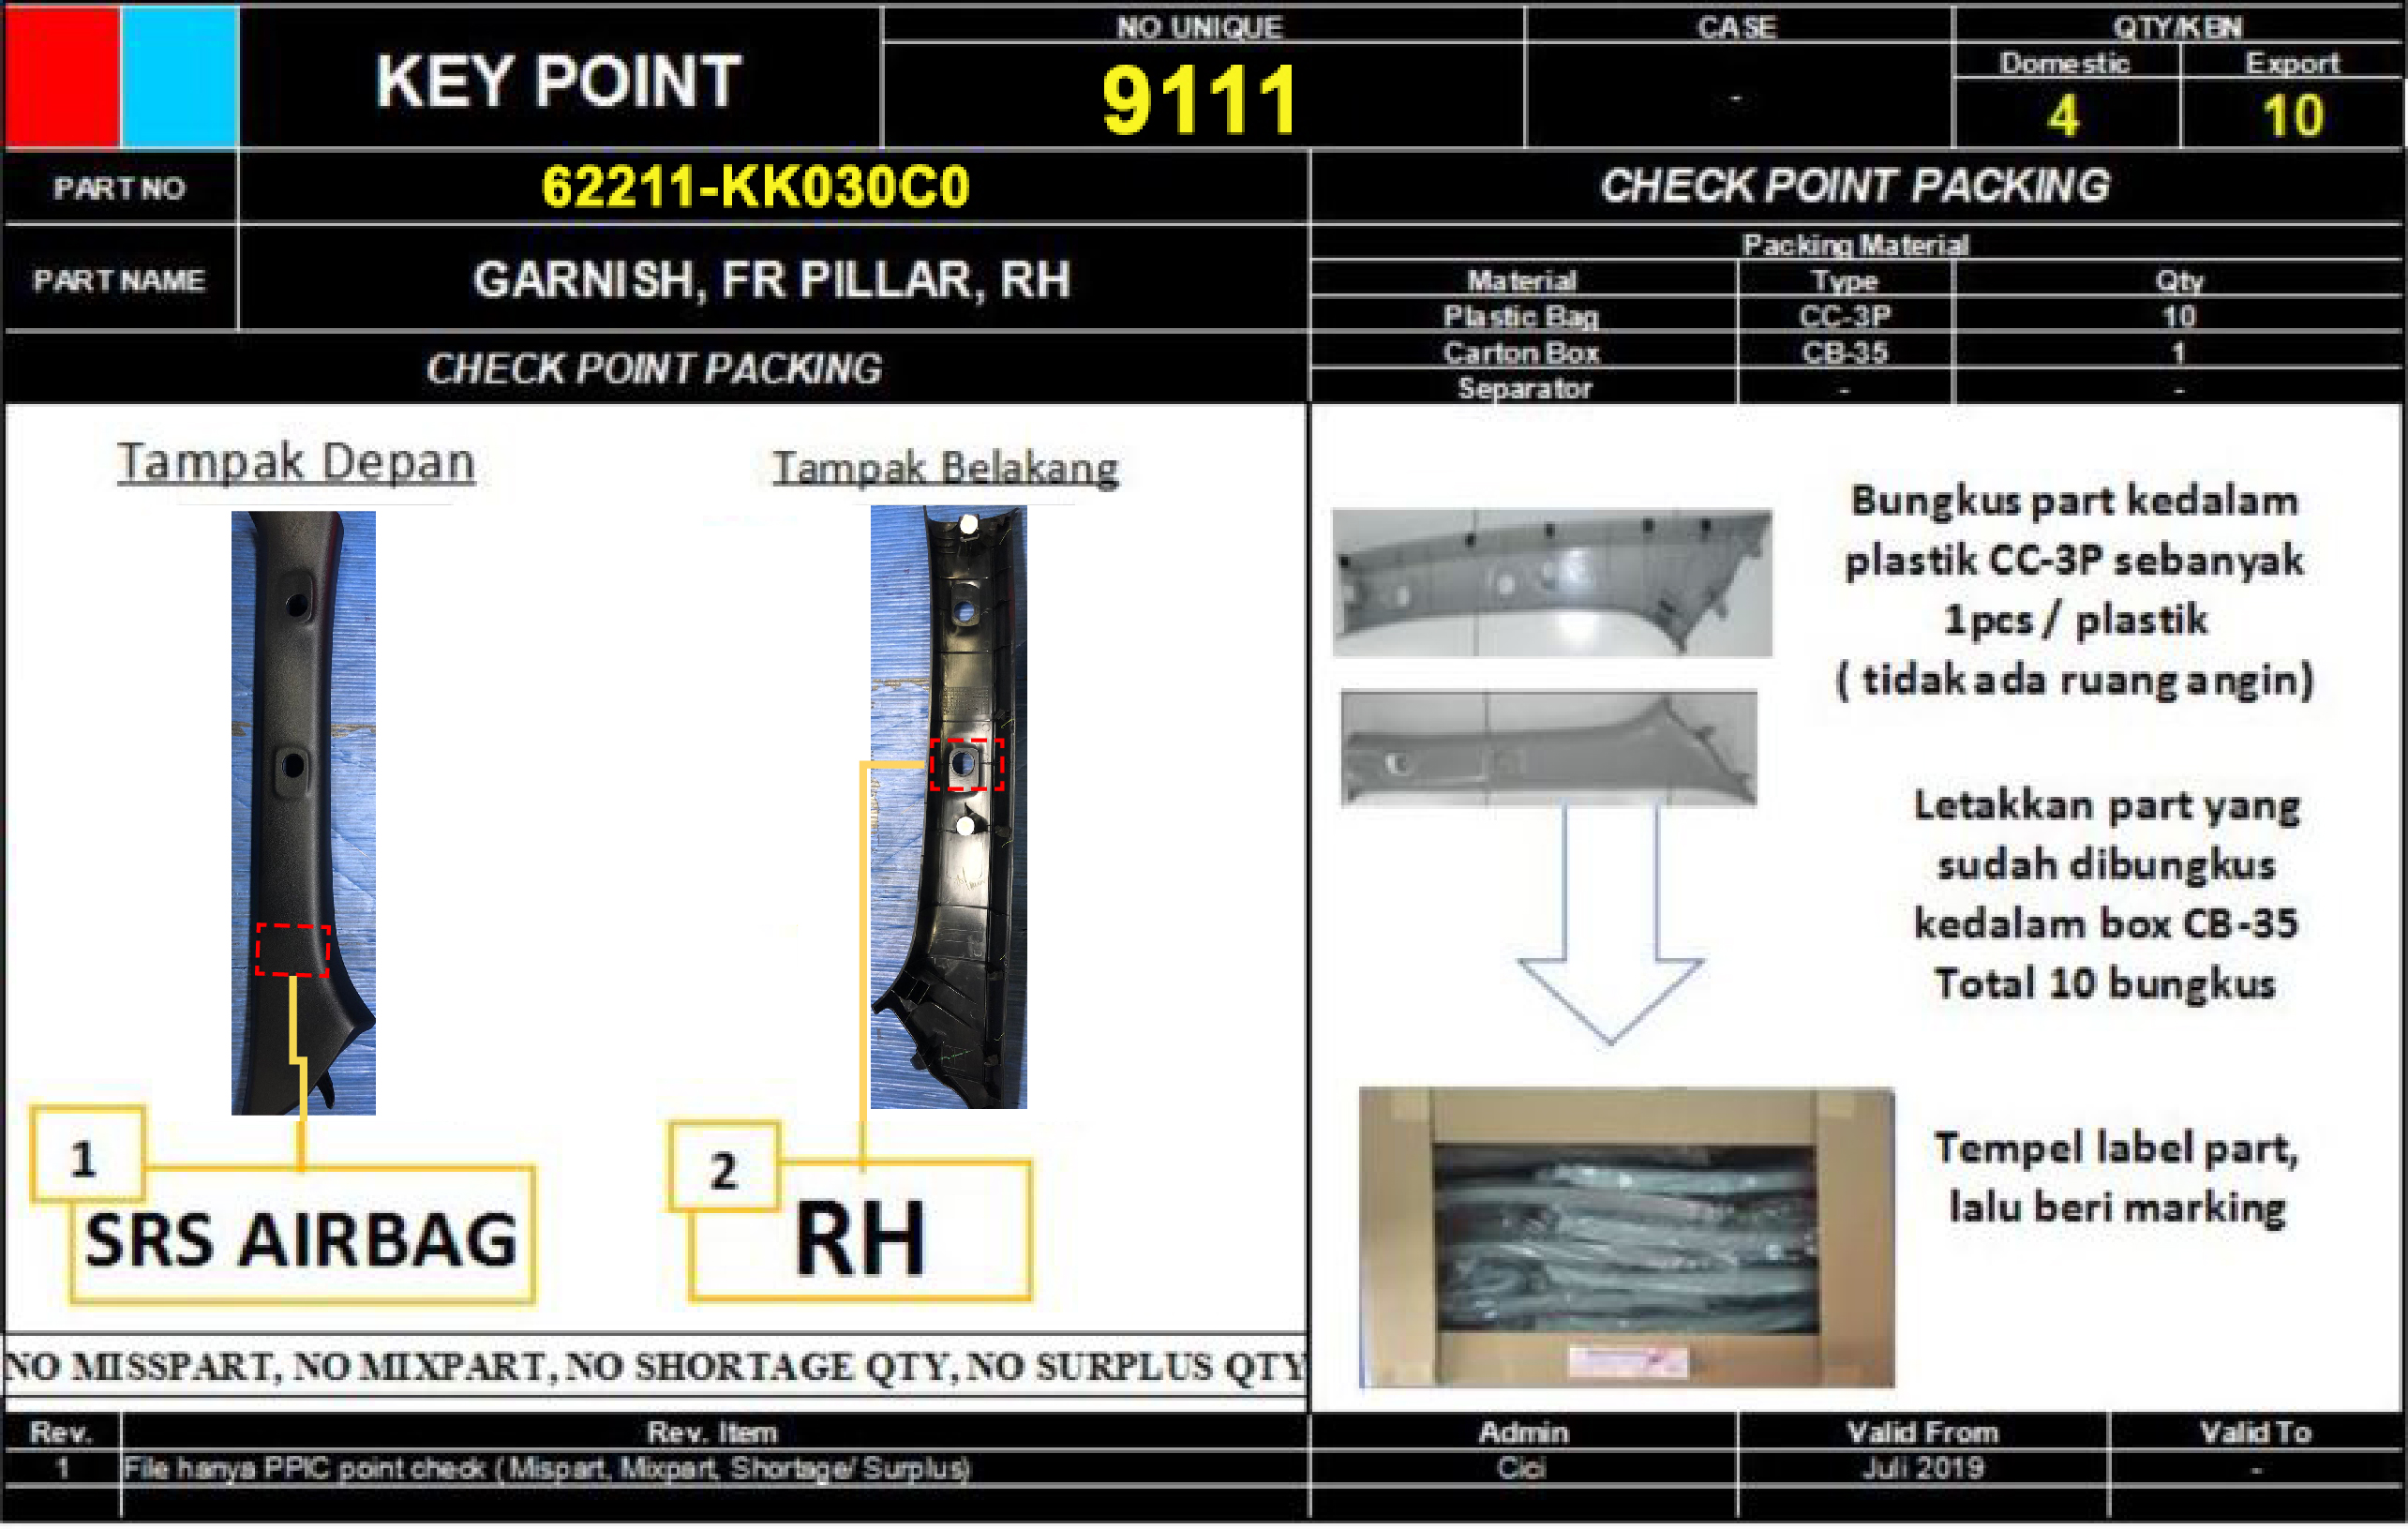 KEY POINT
NO UNIQUE
9111
CASE
-
QTY/KBN
Domestic
Export
4
10
PART NO
62211-KK030C0
CHECK POINT PACKING
PART NAME
GARNISH, FR PILLAR, RH
Packing Material
Material Type Qty
Plastic Bag CC-3P 10
Carton Box CB-35 1
Separator - -
CHECK POINT PACKING
Tampak Depan
Tampak Belakang
1
SRS AIRBAG
2
RH
Bungkus part kedalam
plastik CC-3P sebanyak
1pcs / plastik
( tidak ada ruang angin)
Letakkan part yang
sudah dibungkus
kedalam box CB-35
Total 10 bungkus
Tempel label part,
lalu beri marking
NO MISSPART, NO MIXPART, NO SHORTAGE QTY, NO SURPLUS QTY
Rev. Rev. Item Admin Valid From Valid To
1 File hanya PPIC point check ( Mispart, Mixpart, Shortage/ Surplus) Cici Juli 2019 -